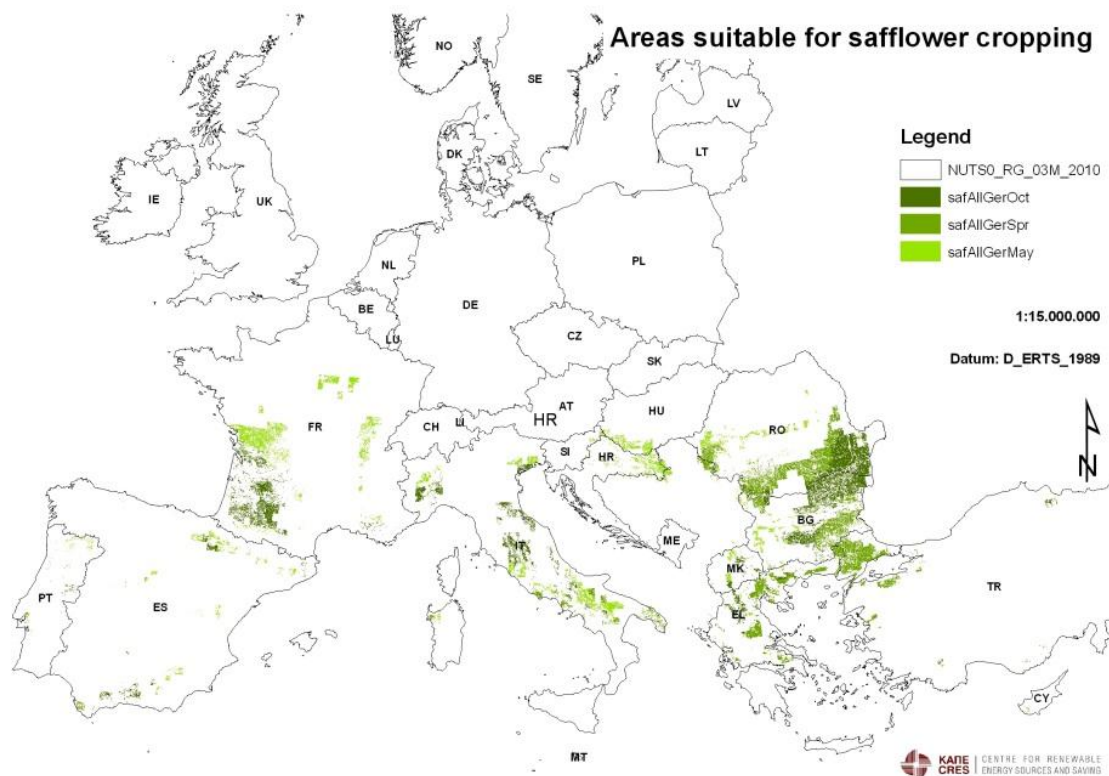 Areas suitable for safflower cropping
NO
SE
LV
LT
DK
IE
UK
NL
PL
BE
DE
LU
CZ
SK
FR
CH
LI
HR
AT
HU
RO
SI
HR
BG
ME
MK
IT
EL
PT
ES
TR
CY
MT
Legend
NUTS0_RG_03M_2010
safAllGerOct
safAllGerSpr
safAllGerMay
1:15.000.000
Datum: D_ERTS_1989
N
ΚΑΠΕ
CRES
CENTRE FOR RENEWABLE
ENERGY SOURCES AND SAVING